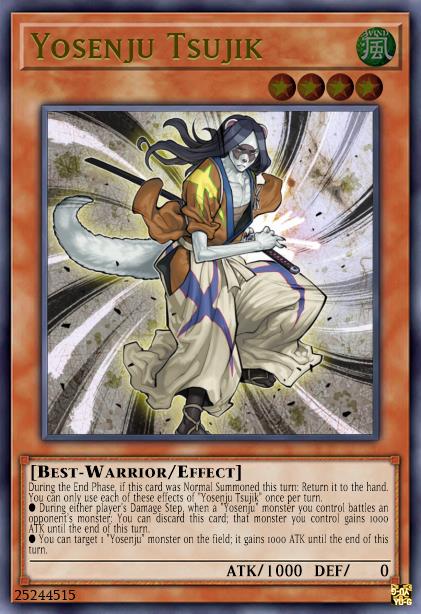 YOSENJU TSUJIK
WIND
風
[BEST-WARRIOR/EFFECT]
During the End Phase, if this card was Normal Summoned this turn: Return it to the hand.
You can only use each of these effects of "Yosenju Tsujik" once per turn.
● During either player's Damage Step, when a "Yosenju" monster you control battles an
opponent's monster: You can discard this card; that monster you control gains 1000
ATK until the end of this turn.
● You can target 1 "Yosenju" monster on the field; it gains 1000 ATK until the end of this
turn.
ATK/1000 DEF/ 0
25244515